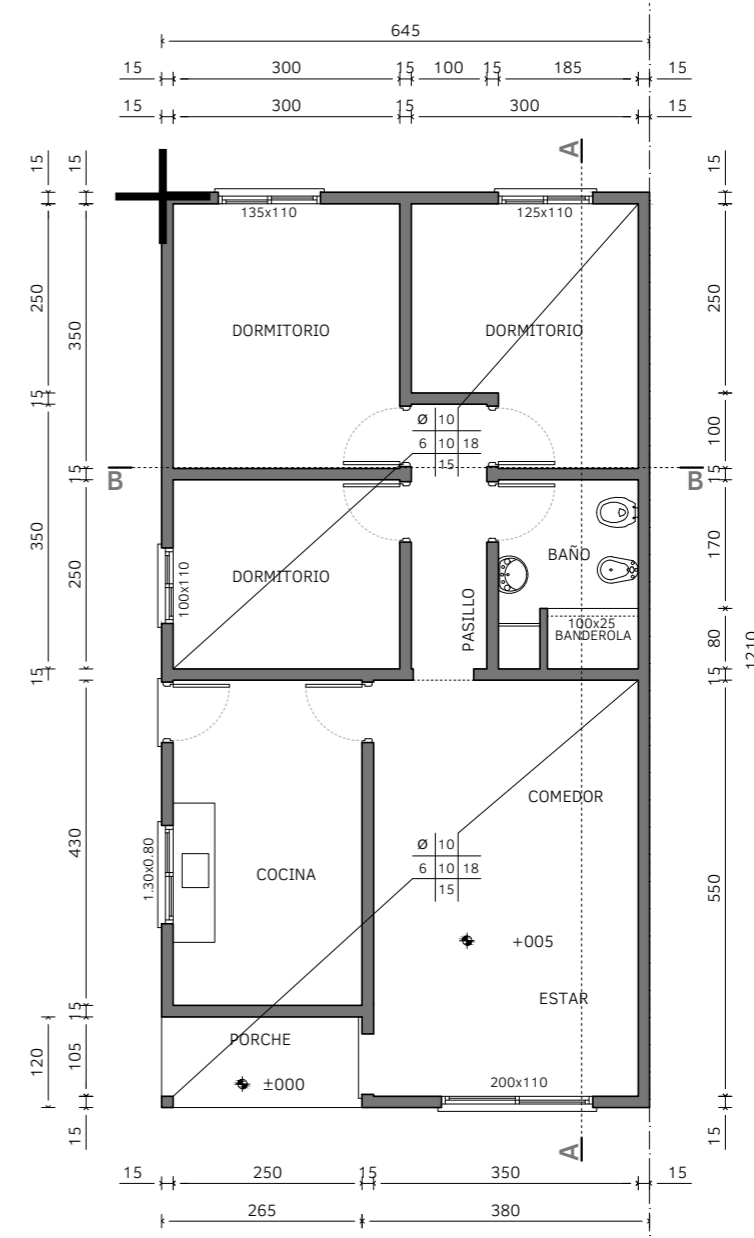 645
15 300 15 100 15 185 15
15 300 15 300 15
A
15 15 15
135x110 125x110
250 350 250
DORMITORIO DORMITORIO
15
Ø 10
6 10 18
15
100
B B
15 15
350 250 170
100x110
DORMITORIO
BAÑO
PASILLO
100x25
BANDEROLA
80
1210
15 15
COMEDOR
Ø 10
6 10 18
15
430
1.30x0.80
COCINA
550
+005
ESTAR
15
120 105
PORCHE
±000
200x110
15 15
A
15 250 15 350 15
265 380